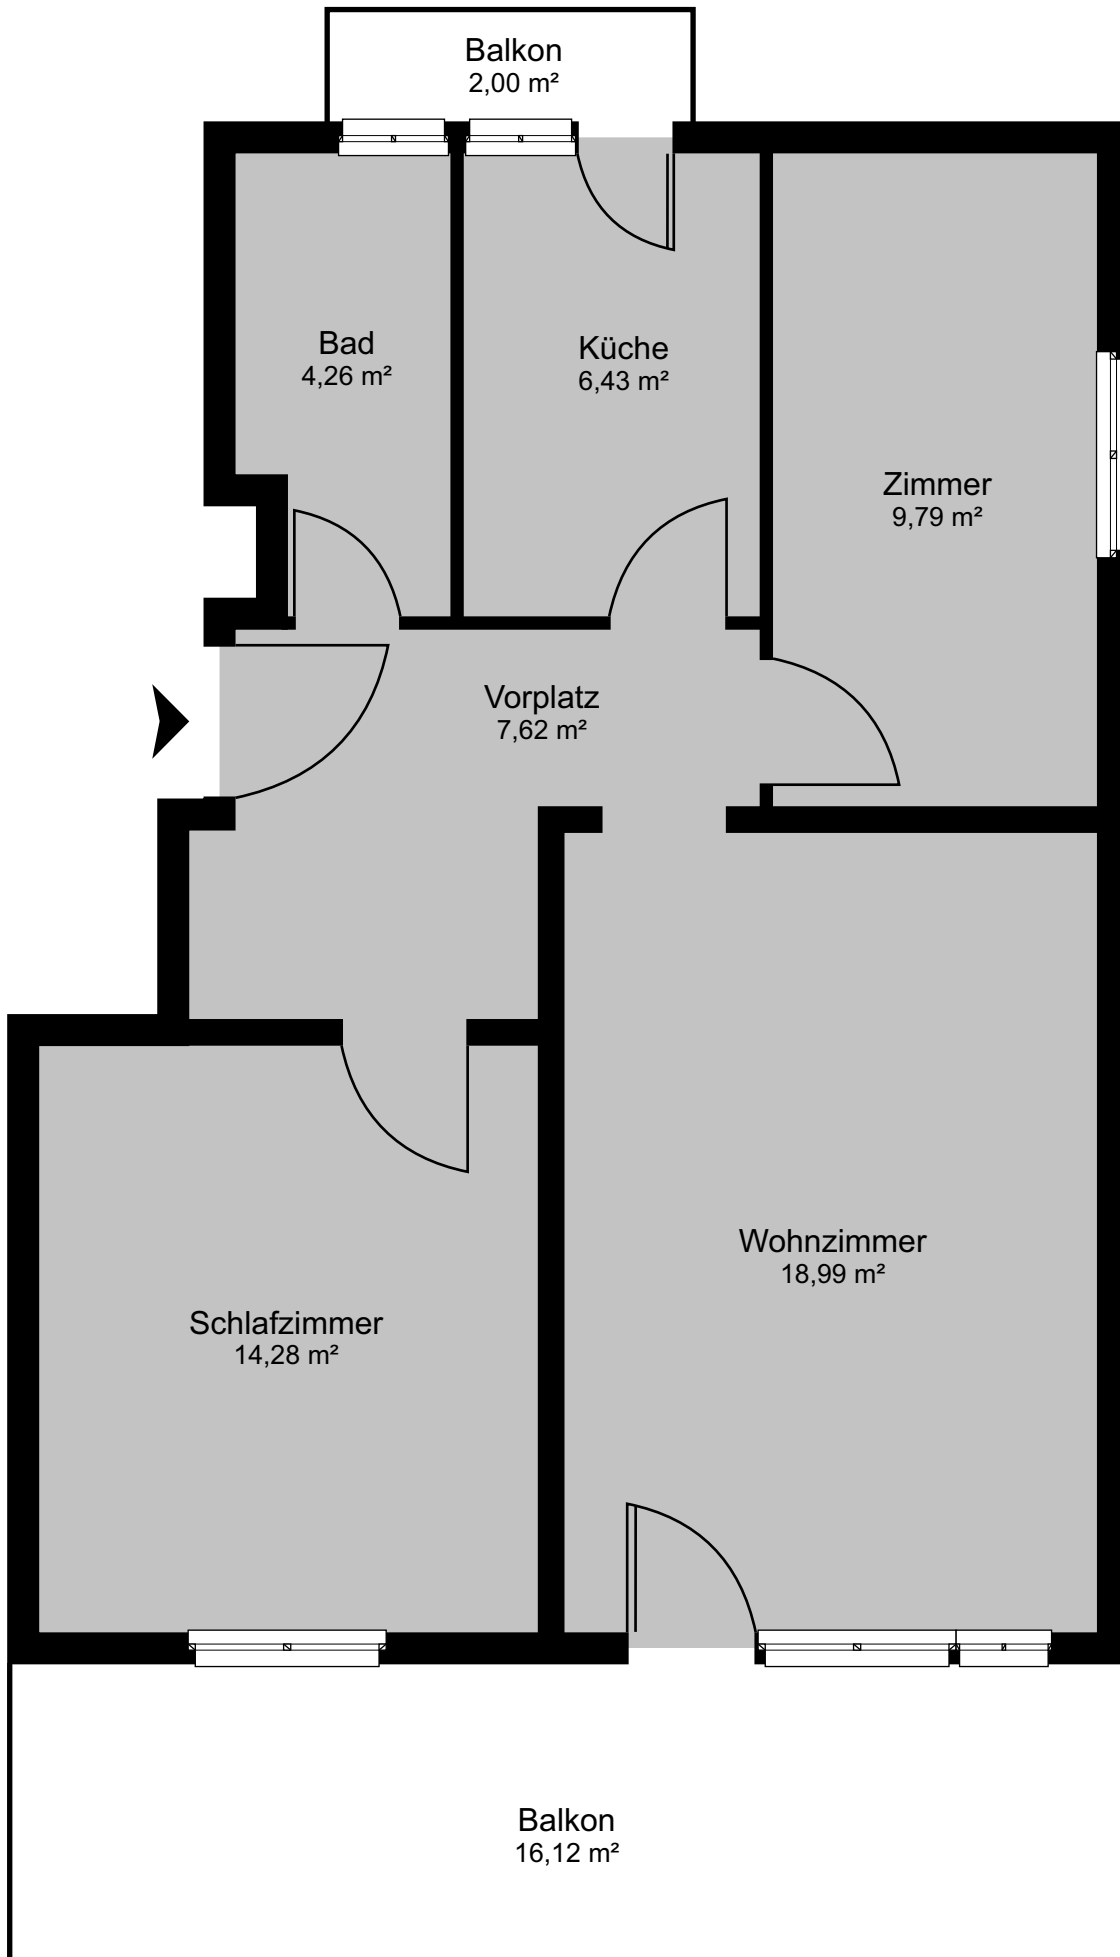 Balkon
2,00 m²
Bad
4,26 m²
Küche
6,43 m²
Zimmer
9,79 m²
Vorplatz
7,62 m²
Wohnzimmer
18,99 m²
Schlafzimmer
14,28 m²
Balkon
16,12 m²